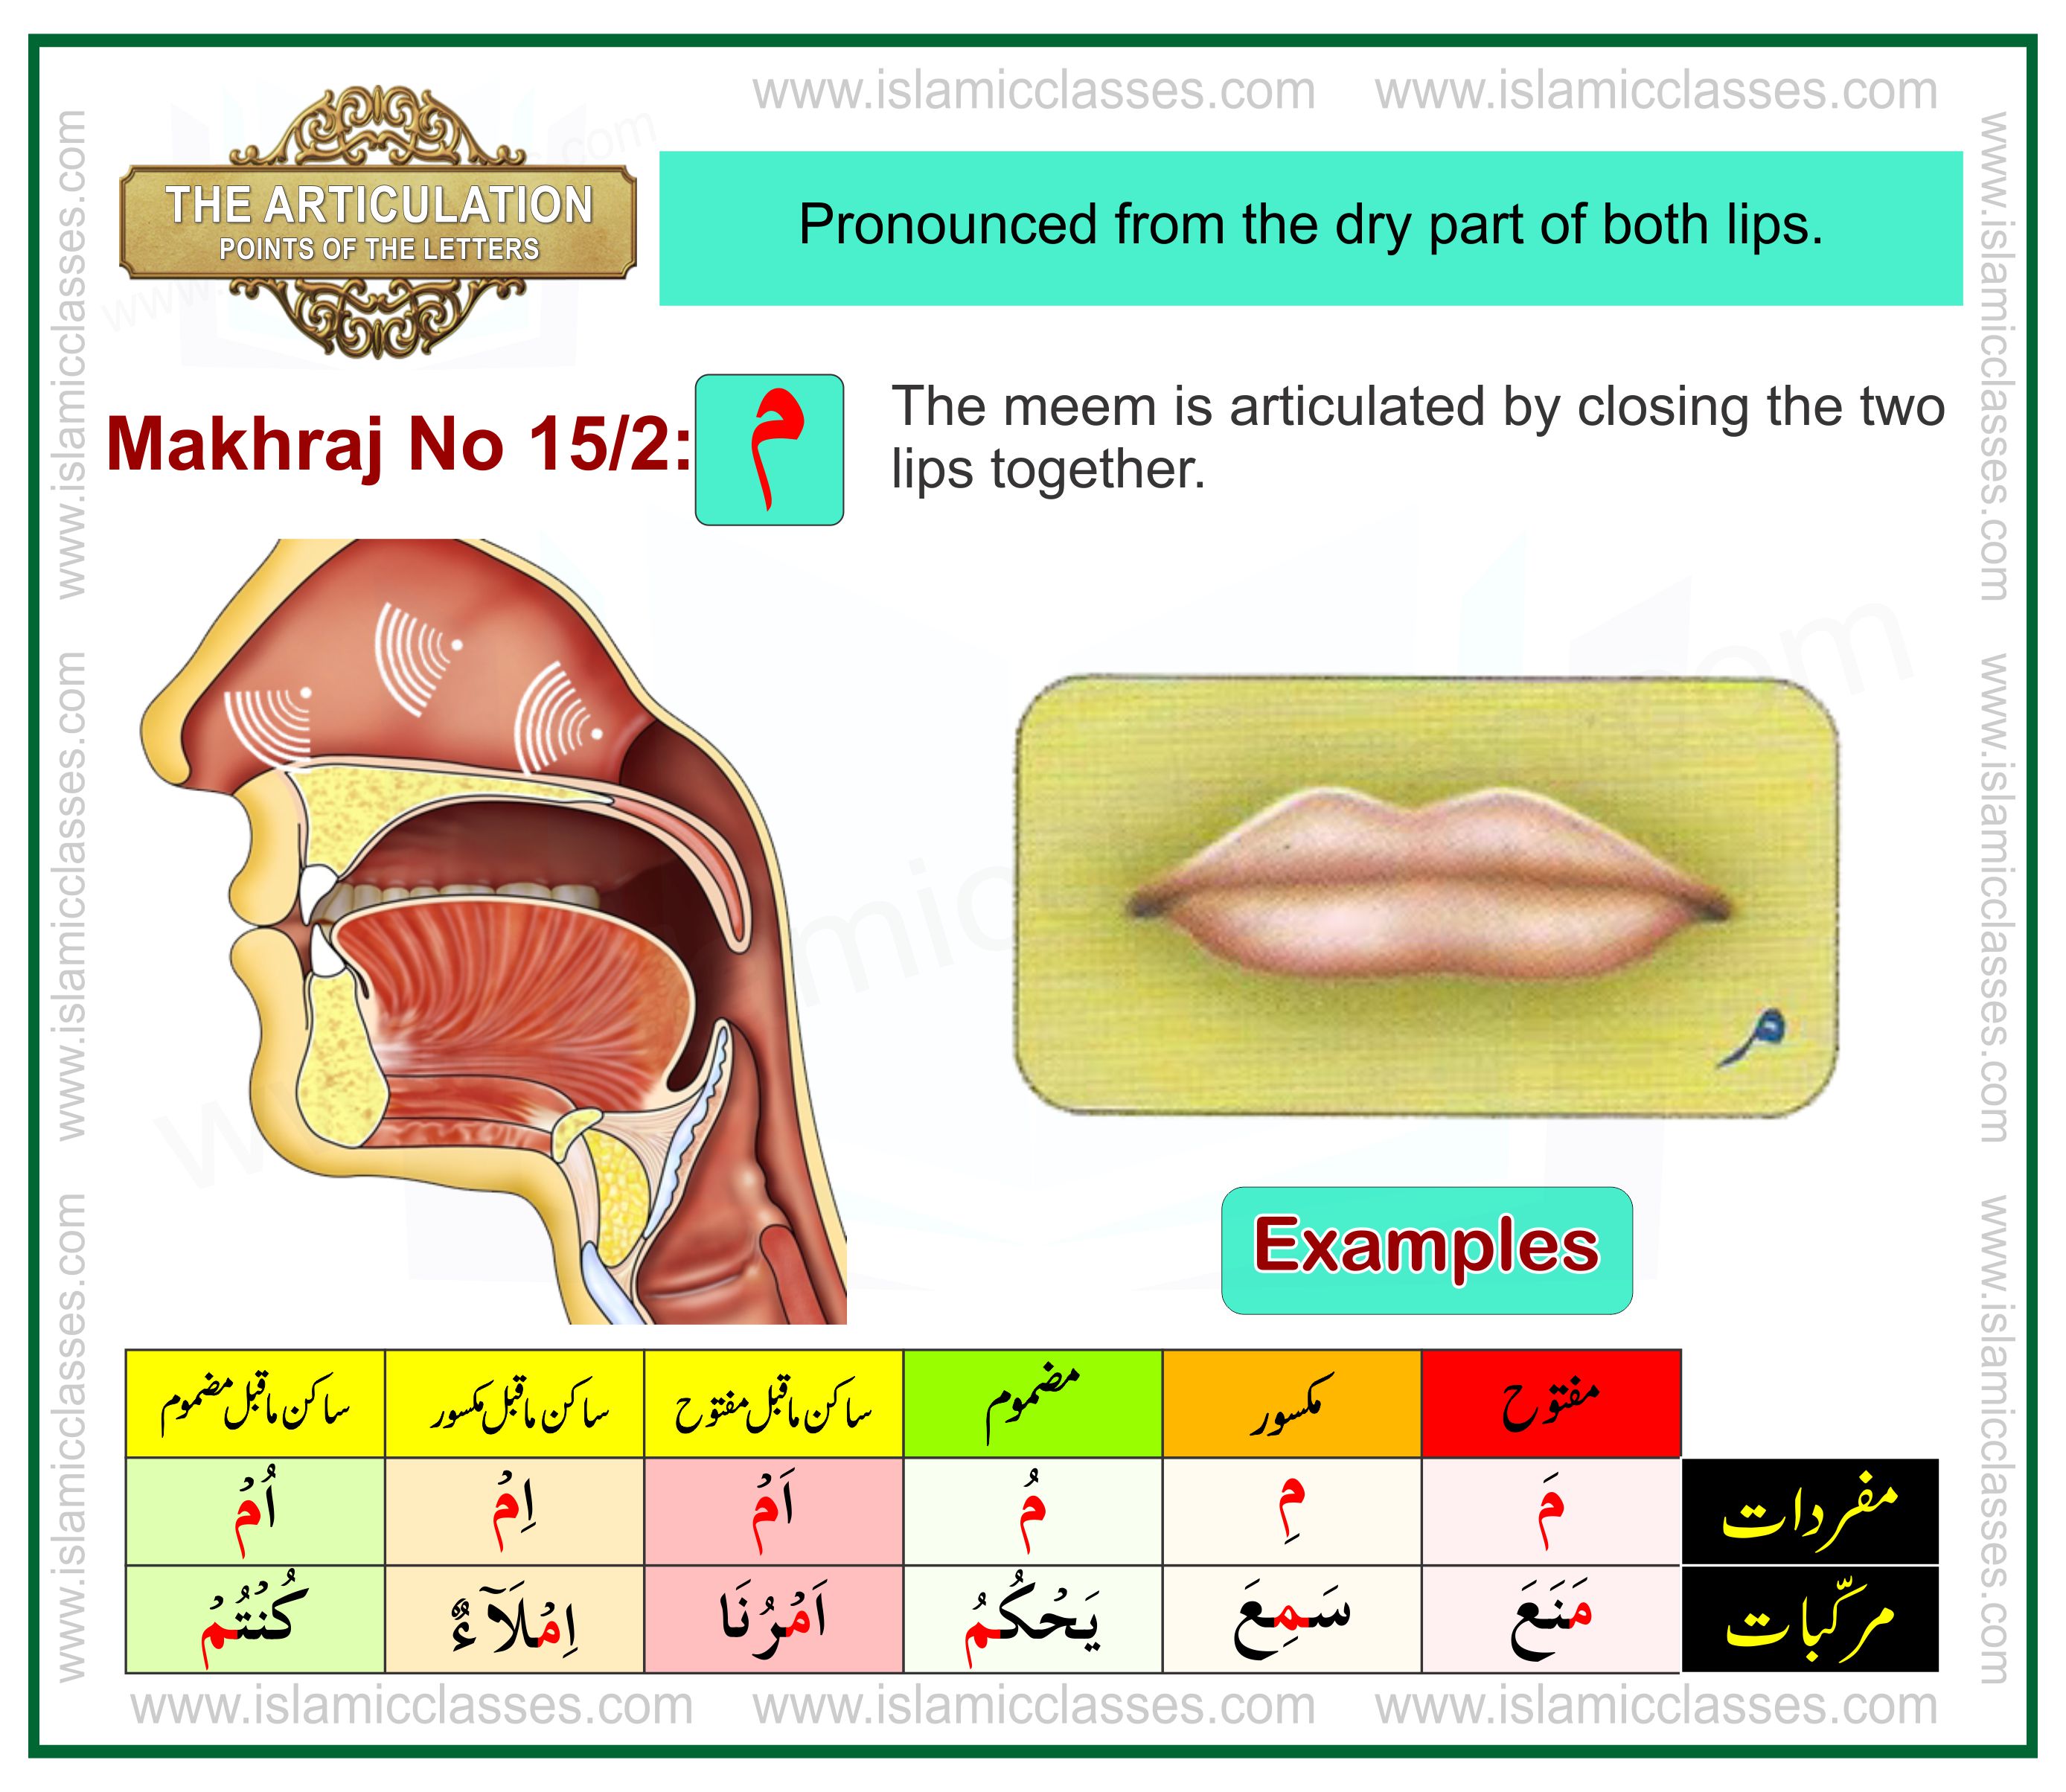 www.islamicclasses.com www.islamicclasses.com
THE ARTICULATION
POINTS OF THE LETTERS
Pronounced from the dry part of both lips.
Makhraj No 15/2:
م
The meem is articulated by closing the two
lips together.
م
Examples
مفتوح مکسور مضموم ساکن ماقبل مفتوح ساکن ماقبل مکسور ساکن ماقبل مضموم
مفردات مَ مِ مُ اَمْ اِمْ اُمْ
مرکّبات مَنَعَ سَمِعَ يَحْكُمُ اَمْرُنَا اِمْلَآءٌ كُنْتُمْ
www.islamicclasses.com www.islamicclasses.com www.islamicclasses.com
www.islamicclasses.com www.islamicclasses.com www.islamicclasses.com
www.islamicclasses.com www.islamicclasses.com www.islamicclasses.com